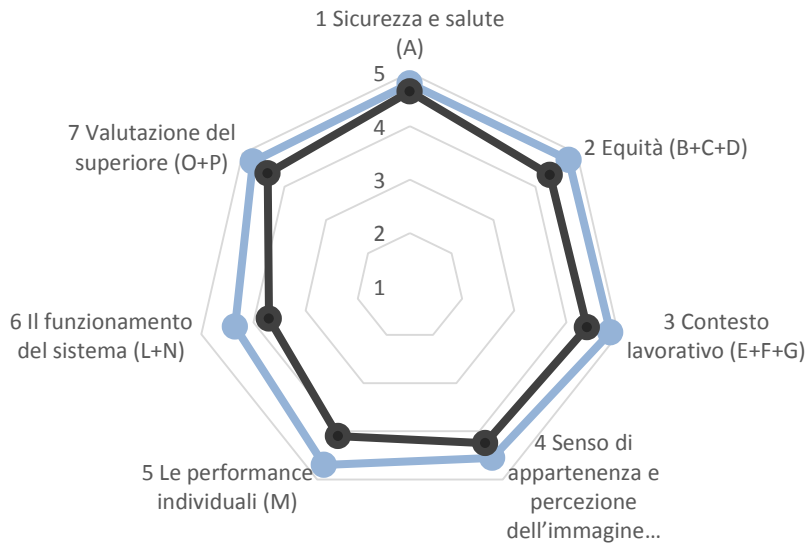 1 Sicurezza e salute
(A)
5
4
3
2
1
2 Equità (B+C+D)
3 Contesto
lavorativo (E+F+G)
4 Senso di
appartenenza e
percezione
dell’immagine…
5 Le performance
individuali (M)
6 Il funzionamento
del sistema (L+N)
7 Valutazione del
superiore (O+P)